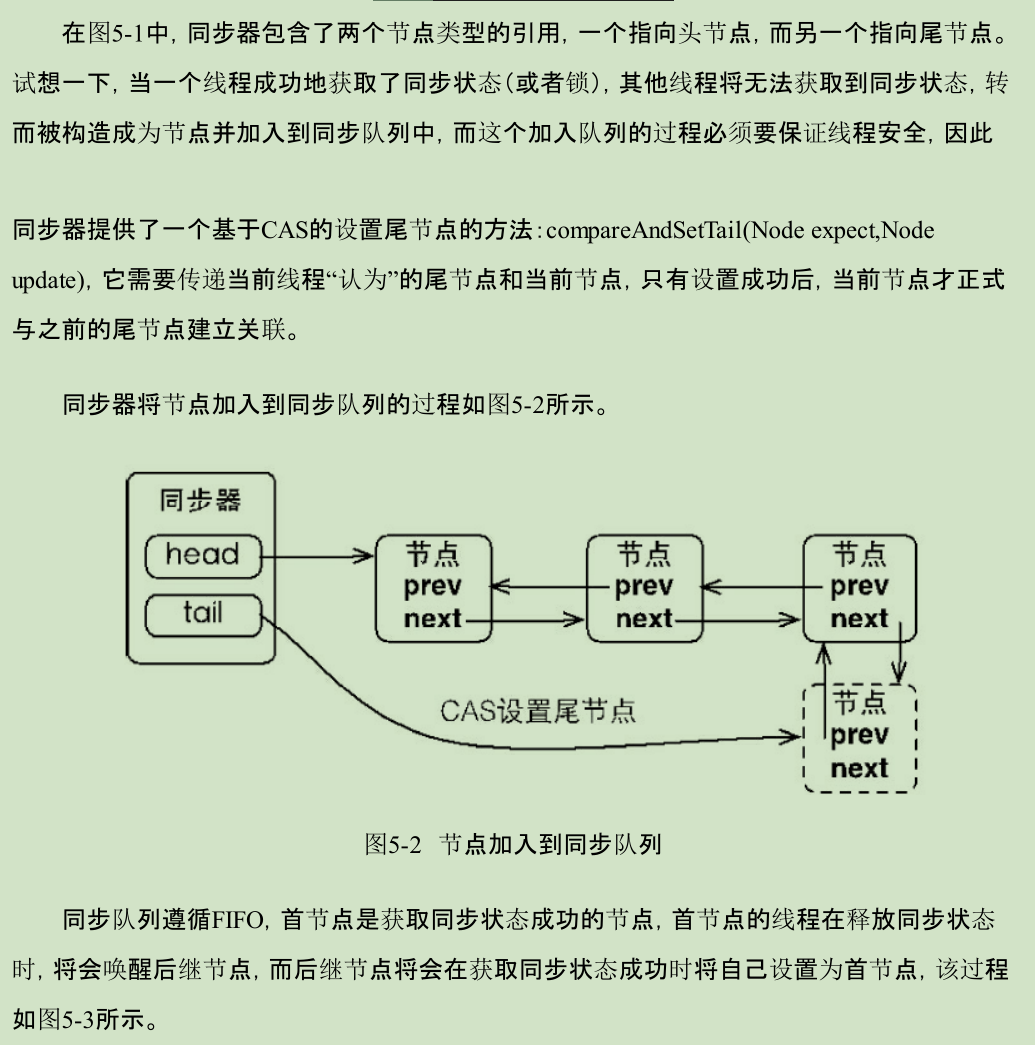 在图5-1中，同步器包含了两个节点类型的引用，一个指向头节点，而另一个指向尾节点。
试想一下，当一个线程成功地获取了同步状态（或者锁），其他线程将无法获取到同步状态，转
而被构造成为节点并加入到同步队列中，而这个加入队列的过程必须要保证线程安全，因此
同步器提供了一个基于CAS的设置尾节点的方法：compareAndSetTail(Node expect,Node
update)，它需要传递当前线程“认为”的尾节点和当前节点，只有设置成功后，当前节点才正式
与之前的尾节点建立关联。
同步器将节点加入到同步队列的过程如图5-2所示。
同步器
head
tail
节点
prev
next
节点
prev
next
节点
prev
next
CAS设置尾节点
节点
prev
next
图5-2 节点加入到同步队列
同步队列遵循FIFO，首节点是获取同步状态成功的节点，首节点的线程在释放同步状态
时，将会唤醒后继节点，而后继节点将会在获取同步状态成功时将自己设置为首节点，该过程
如图5-3所示。